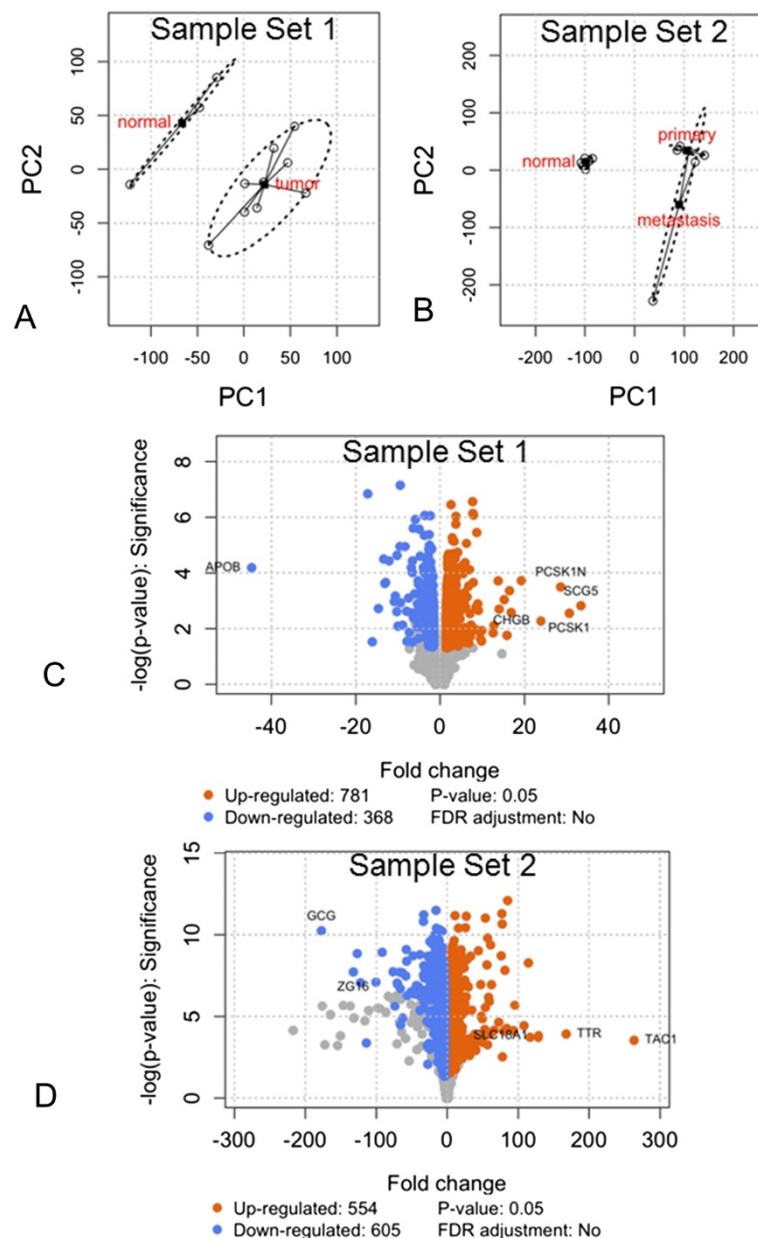 Sample Set 1
PC2
100
50
0
-50
-100
normal
tumor
-100
-50
0
50
100
PC1
A
Sample Set 2
200
100
0
-100
-200
normal
primary
metastasis
-200
-100
0
100
200
PC1
B
Sample Set 1
-log(p-value): Significance
8
6
4
2
0
APOB
PCSK1N
SCG5
CHGB
PCSK1
-40
-20
0
20
40
Fold change
C
Up-regulated: 781 P-value: 0.05
Down-regulated: 368 FDR adjustment: No
Sample Set 2
-log(p-value): Significance
15
10
5
0
GCG
ZG16
SLC18A1
TTR
TAC1
-300
-200
-100
0
100
200
300
Fold change
D
Up-regulated: 554 P-value: 0.05
Down-regulated: 605 FDR adjustment: No